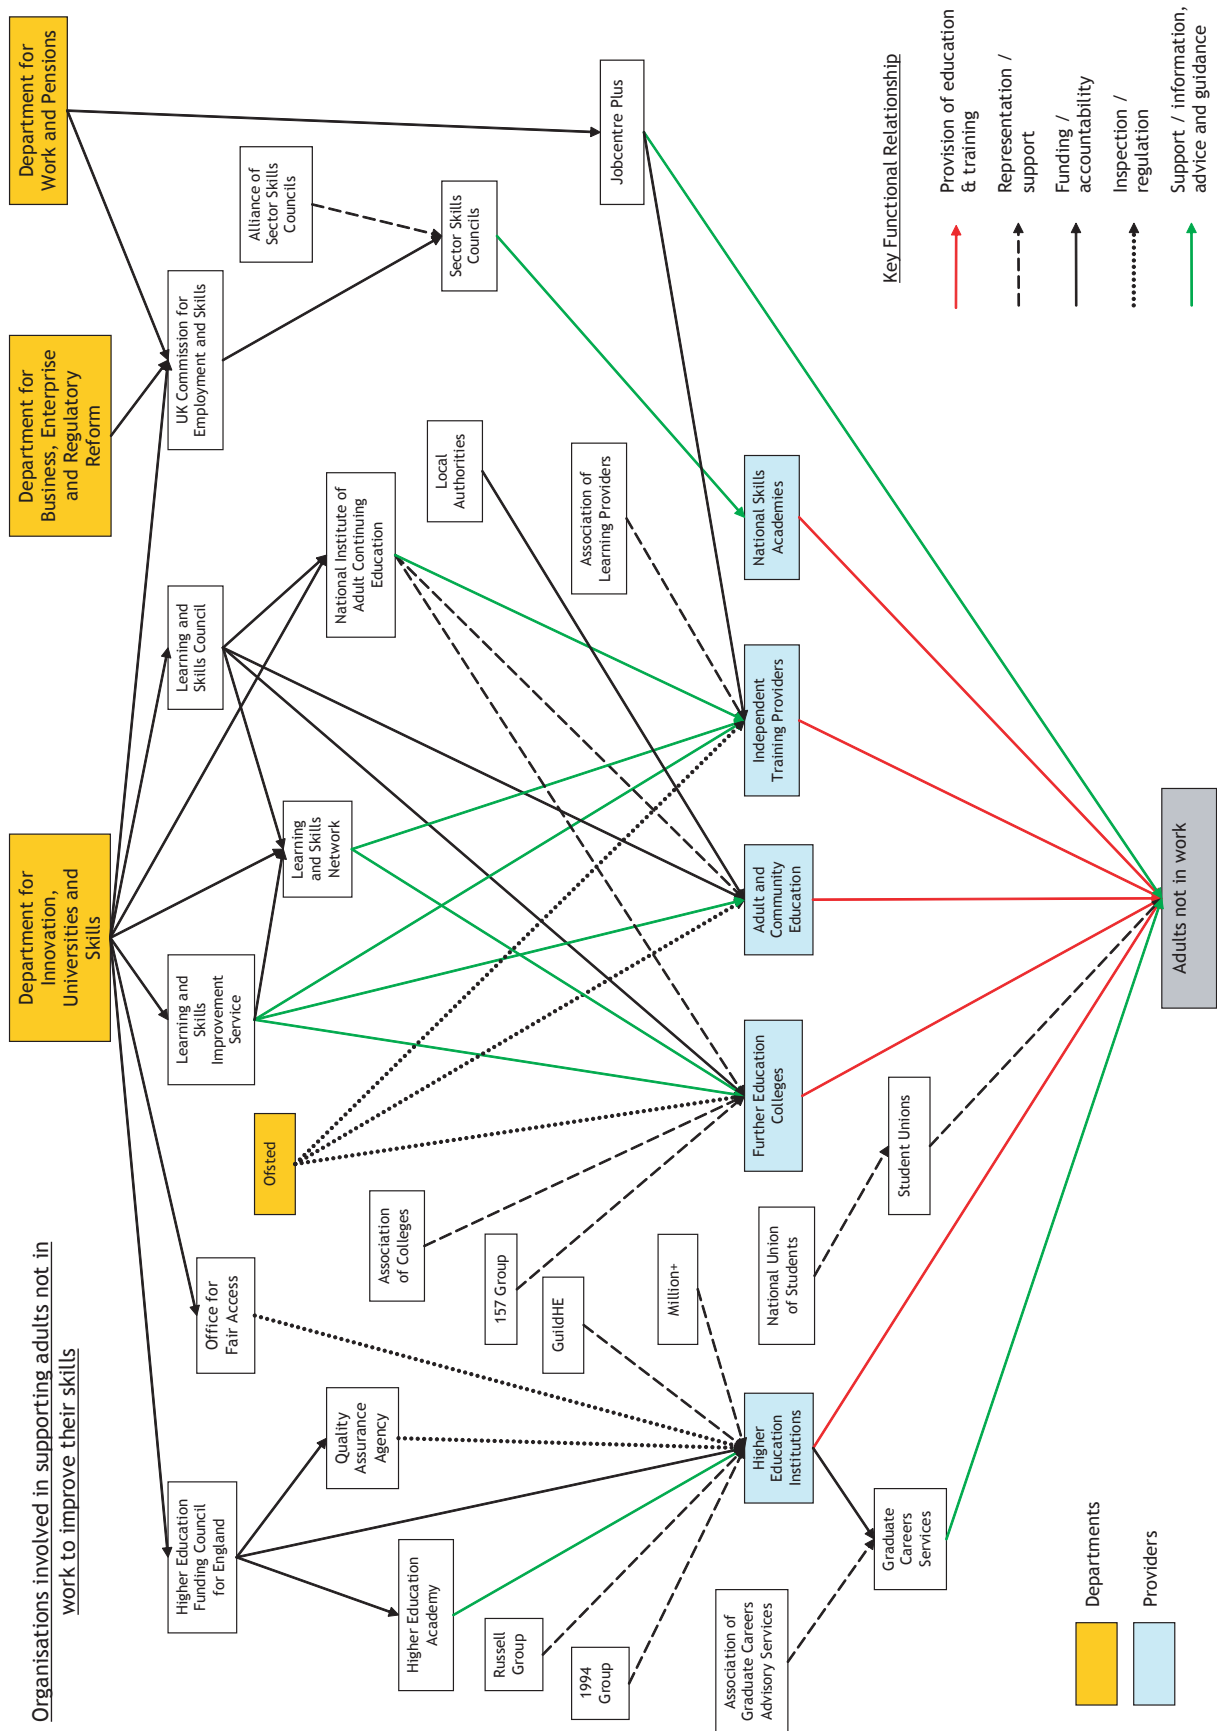 Organisations involved in supporting adults not in
work to improve their skills
Department for
Innovation,
Universities and
Skills
Department for
Business, Enterprise
and Regulatory
Reform
Department for
Work and Pensions
Higher Education
Funding Council
for England
Office for
Fair Access
Learning and
Skills
Improvement
Service
Learning and
Skills Council
UK Commission for
Employment and Skills
Alliance of
Sector Skills
Councils
Ofsted
Learning
and Skills
Network
Quality
Assurance
Agency
National Institute of
Adult Continuing
Education
Higher Education
Academy
Association
of Colleges
Local
Authorities
Sector Skills
Councils
Russell
Group
157 Group
GuildHE
1994
Group
Association of
Learning Providers
Jobcentre Plus
Million+
Association of
Graduate Careers
Advisory Services
National Union
of Students
Higher
Education
Institutions
Further Education
Colleges
Adult and
Community
Education
Independent
Training Providers
National Skills
Academies
Graduate
Careers
Services
Student Unions
Adults not in work
Key Functional Relationship
Provision of education
& training
Representation /
support
Funding /
accountability
Inspection /
regulation
Support / information,
advice and guidance
Departments
Providers